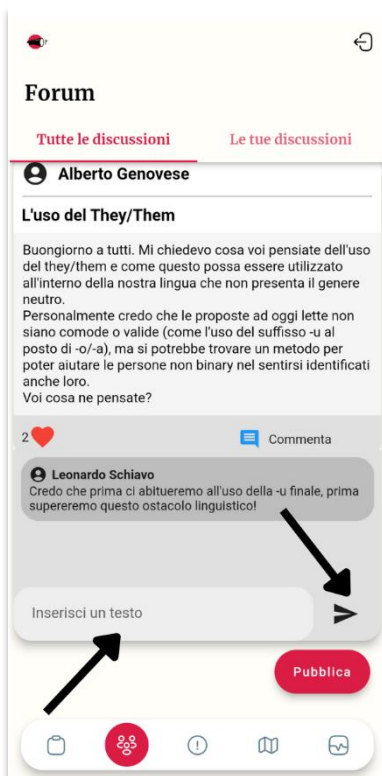 Forum
Tutte le discussioni Le tue discussioni
Alberto Genovese
L'uso del They/Them
Buongiorno a tutti. Mi chiedevo cosa voi pensiate dell'uso
del they/them e come questo possa essere utilizzato
all'interno della nostra lingua che non presenta il genere
neutro.
Personalmente credo che le proposte ad oggi lette non
siano comode o valide (come l'uso del suffisso -u al
posto di -o/-a), ma si potrebbe trovare un metodo per
poter aiutare le persone non binary nel sentirsi identificati
anche loro.
Voi cosa ne pensate?
2 Commenta
Leonardo Schiavo
Credo che prima ci abitueremo all'uso della -u finale, prima
supereremo questo ostacolo linguistico!
Inserisci un testo
Pubblica